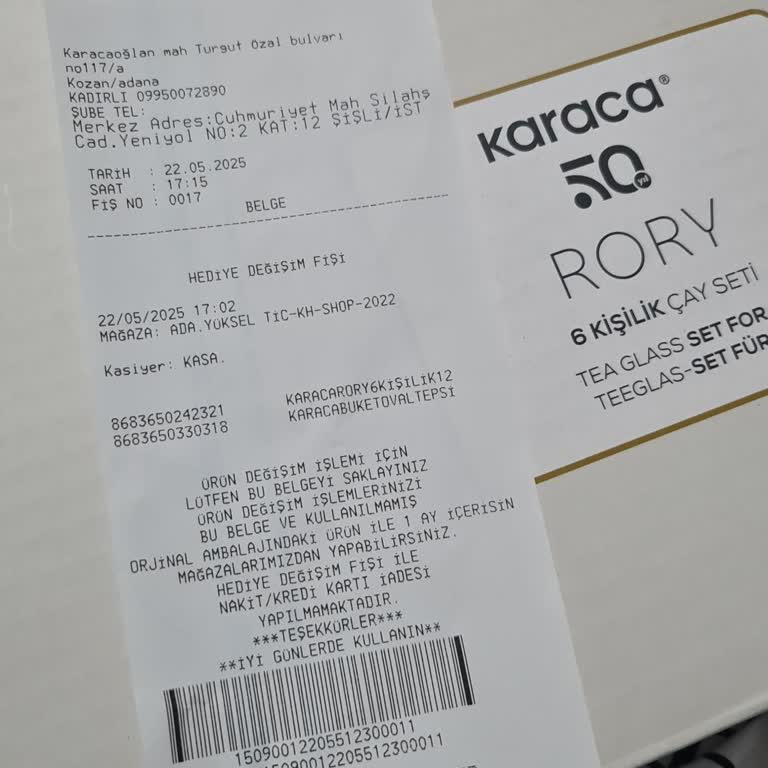 Karacaoğlan mah Turgut Özal bulvarı
no117/a
Kozan/adana
KADIRLI 09950072890
ŞUBE TEL:
Merkez Adres:Cuhmuriyet Mah Silahş
Cad.Yeniyol NO:2 KAT:12 ŞİŞLİ/İST
TARİH : 22.05.2025
SAAT : 17:15
FİŞ NO : 0017
BELGE
HEDİYE DEĞİŞİM FİŞİ
22/05/2025 17:02
MAĞAZA: ADA.YÜKSEL TİC-KH-SHOP-2022
Kasiyer: KASA.
8683650242321 KARACARORY6KİŞİLİK12
8683650330318 KARACABUKETOVALTEPSİ
ÜRÜN DEĞİŞİM İŞLEMİ İÇİN
LÜTFEN BU BELGEYİ SAKLAYINIZ
ÜRÜN DEĞİŞİM İŞLEMLERİNİZİ
BU BELGE VE KULLANILMAMIŞ
ORJİNAL AMBALAJINDAKİ ÜRÜN İLE 1 AY İÇERİSİN
MAĞAZALARIMIZDAN YAPABİLİRSİNİZ.
HEDİYE DEĞİŞİM FİŞİ İLE
NAKİT/KREDİ KARTI İADESİ
YAPILMAMAKTADIR.
***TEŞEKKÜRLER***
**İYİ GÜNLERDE KULLANIN**
15090012205512300011
15090012205512300011
karaca®
50 yıl
RORY
6 KİŞİLİK ÇAY SETİ
TEA GLASS SET FOR
TEEGLAS-SET FÜR